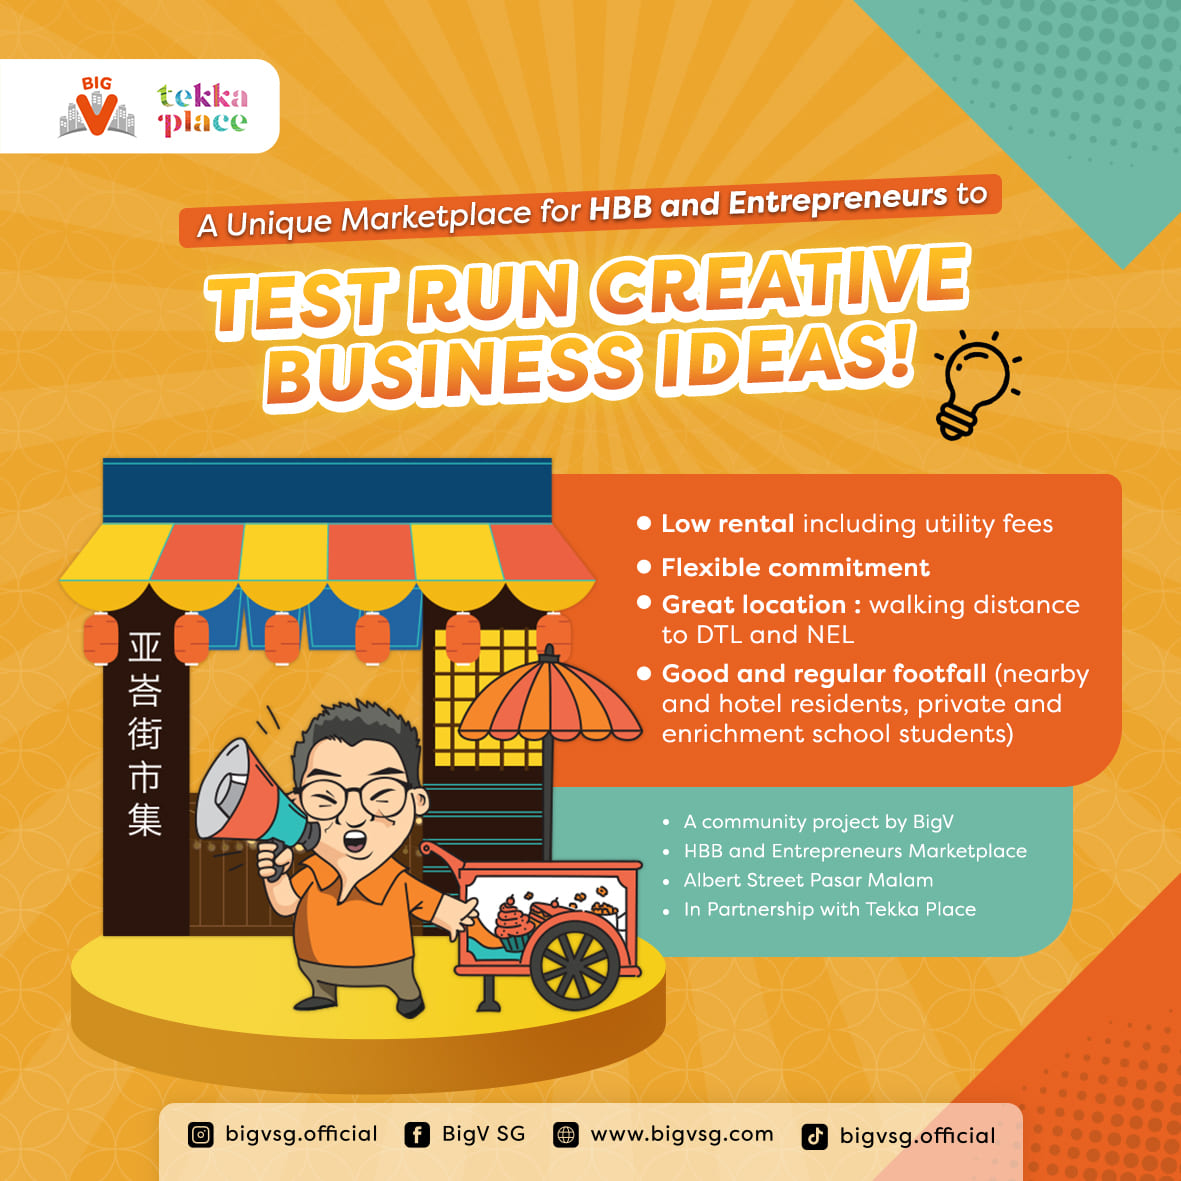 BIG
V
tekka
place
A Unique Marketplace for HBB and Entrepreneurs to
TEST RUN CREATIVE
BUSINESS IDEAS!
亚峇街市集
• Low rental including utility fees
• Flexible commitment
• Great location : walking distance
to DTL and NEL
• Good and regular footfall (nearby
and hotel residents, private and
enrichment school students)
• A community project by BigV
• HBB and Entrepreneurs Marketplace
• Albert Street Pasar Malam
• In Partnership with Tekka Place
bigvsg.official
BigV SG
www.bigvsg.com
bigvsg.official